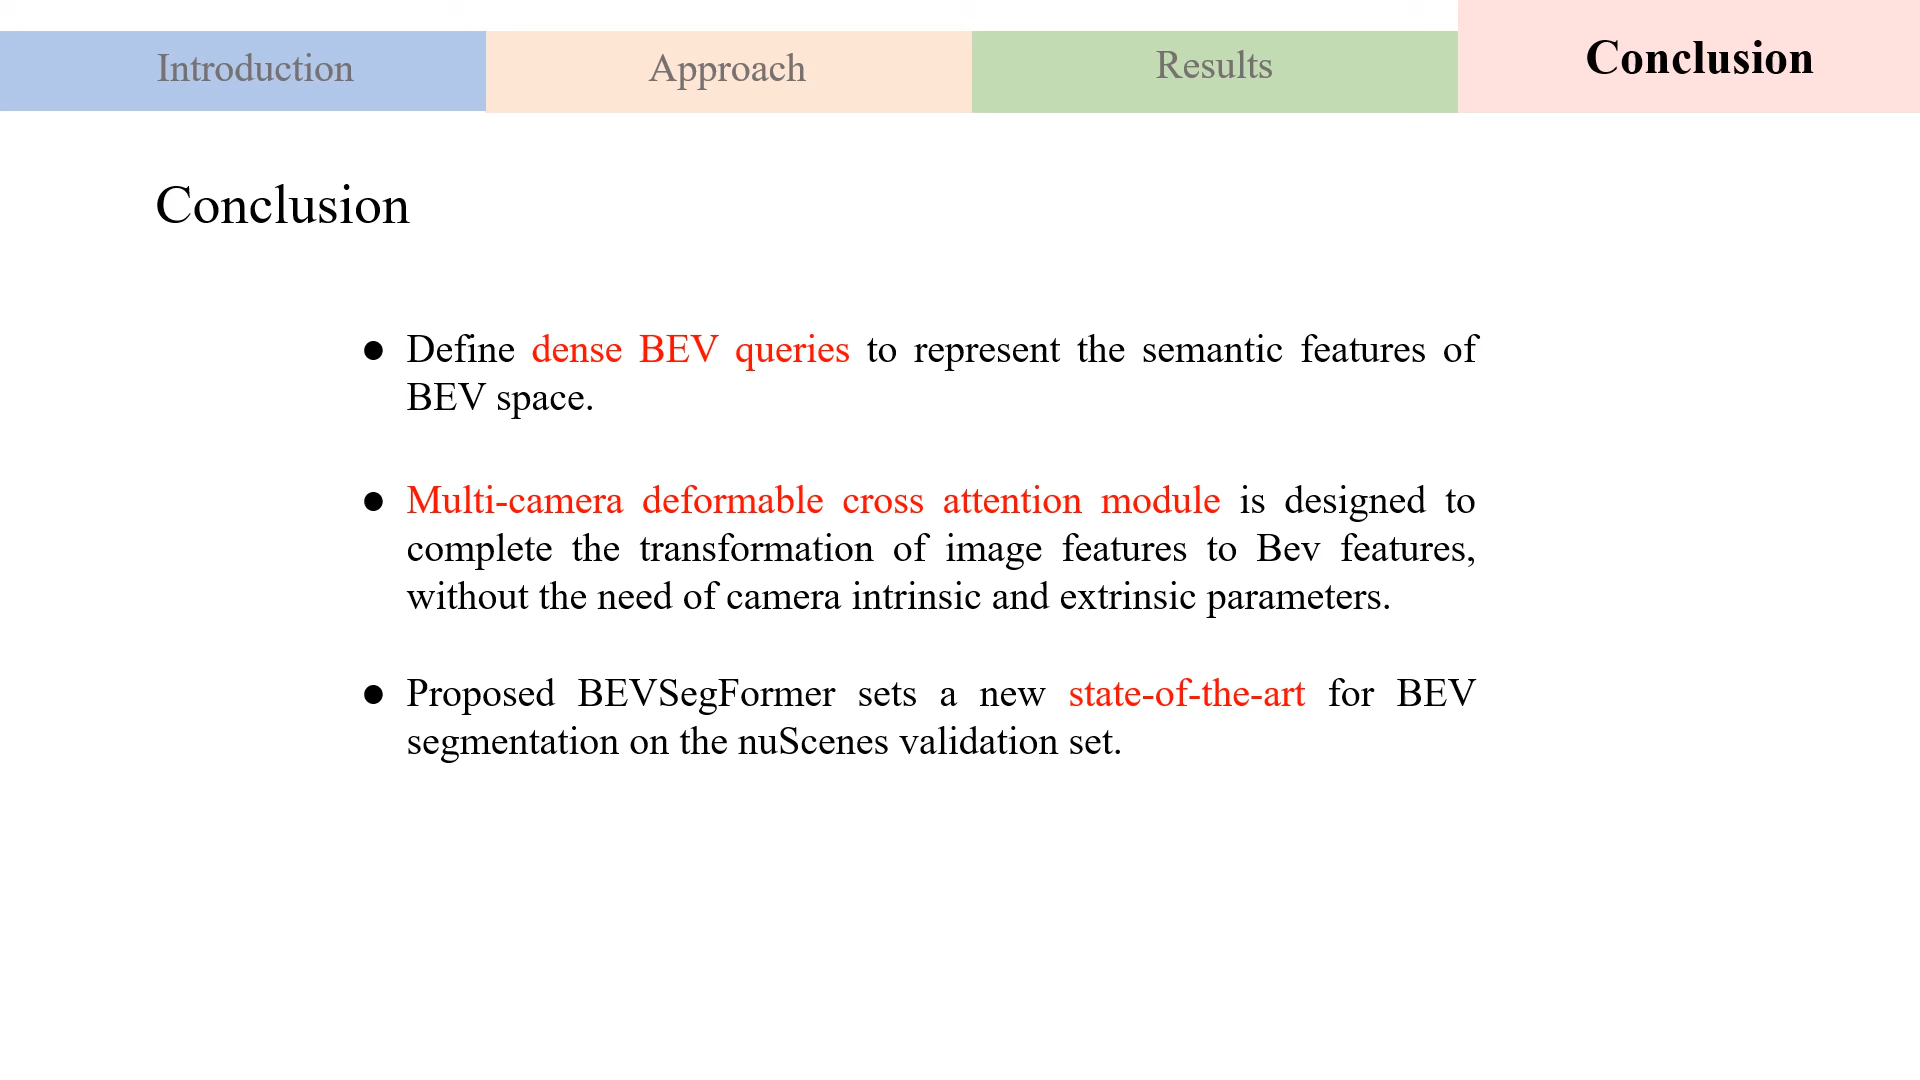 Introduction
Approach
Results
Conclusion
Conclusion
● Define dense BEV queries to represent the semantic features of
BEV space.
● Multi-camera deformable cross attention module is designed to
complete the transformation of image features to Bev features,
without the need of camera intrinsic and extrinsic parameters.
● Proposed BEVSegFormer sets a new state-of-the-art for BEV
segmentation on the nuScenes validation set.